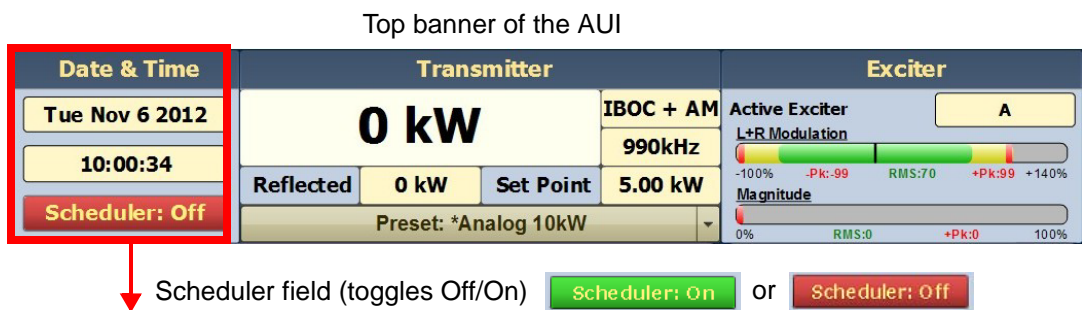 Top banner of the AUI
Date & Time
Tue Nov 6 2012
10:00:34
Scheduler: Off
Transmitter
0 kW
IBOC + AM
990kHz
Reflected 0 kW Set Point 5.00 kW
Preset: *Analog 10kW
Exciter
Active Exciter A
L+R Modulation
-100% -Pk:-99 RMS:70 +Pk:99 +140%
Magnitude
0% RMS:0 +Pk:0 100%
Scheduler field (toggles Off/On) Scheduler: On or Scheduler: Off